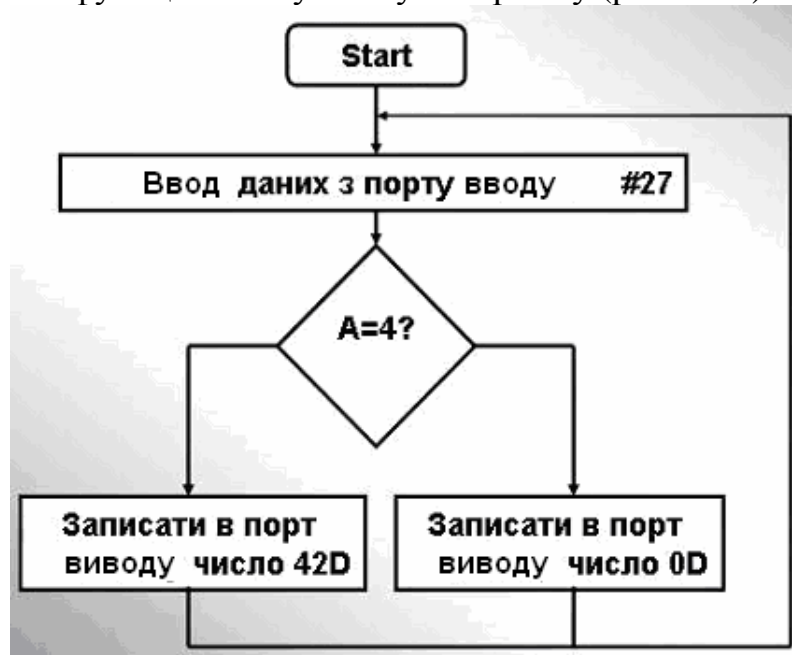 Start
Ввод даних з порту вводу #27
A=4?
Записати в порт
виводу число 42D
Записати в порт
виводу число 0D